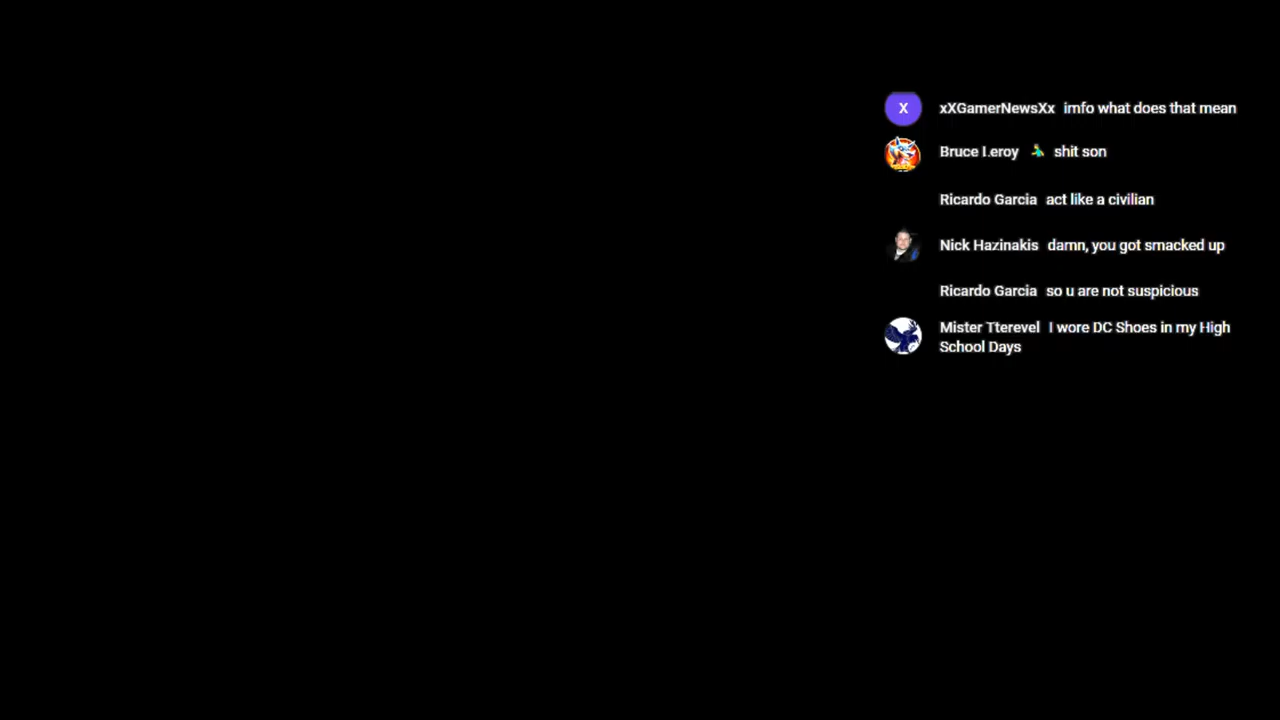 X
xXGamerNewsXx imfo what does that mean
Bruce Leroy shit son
Ricardo Garcia act like a civilian
Nick Hazinakis damn, you got smacked up
Ricardo Garcia so u are not suspicious
Mister Tterevel I wore DC Shoes in my High
School Days